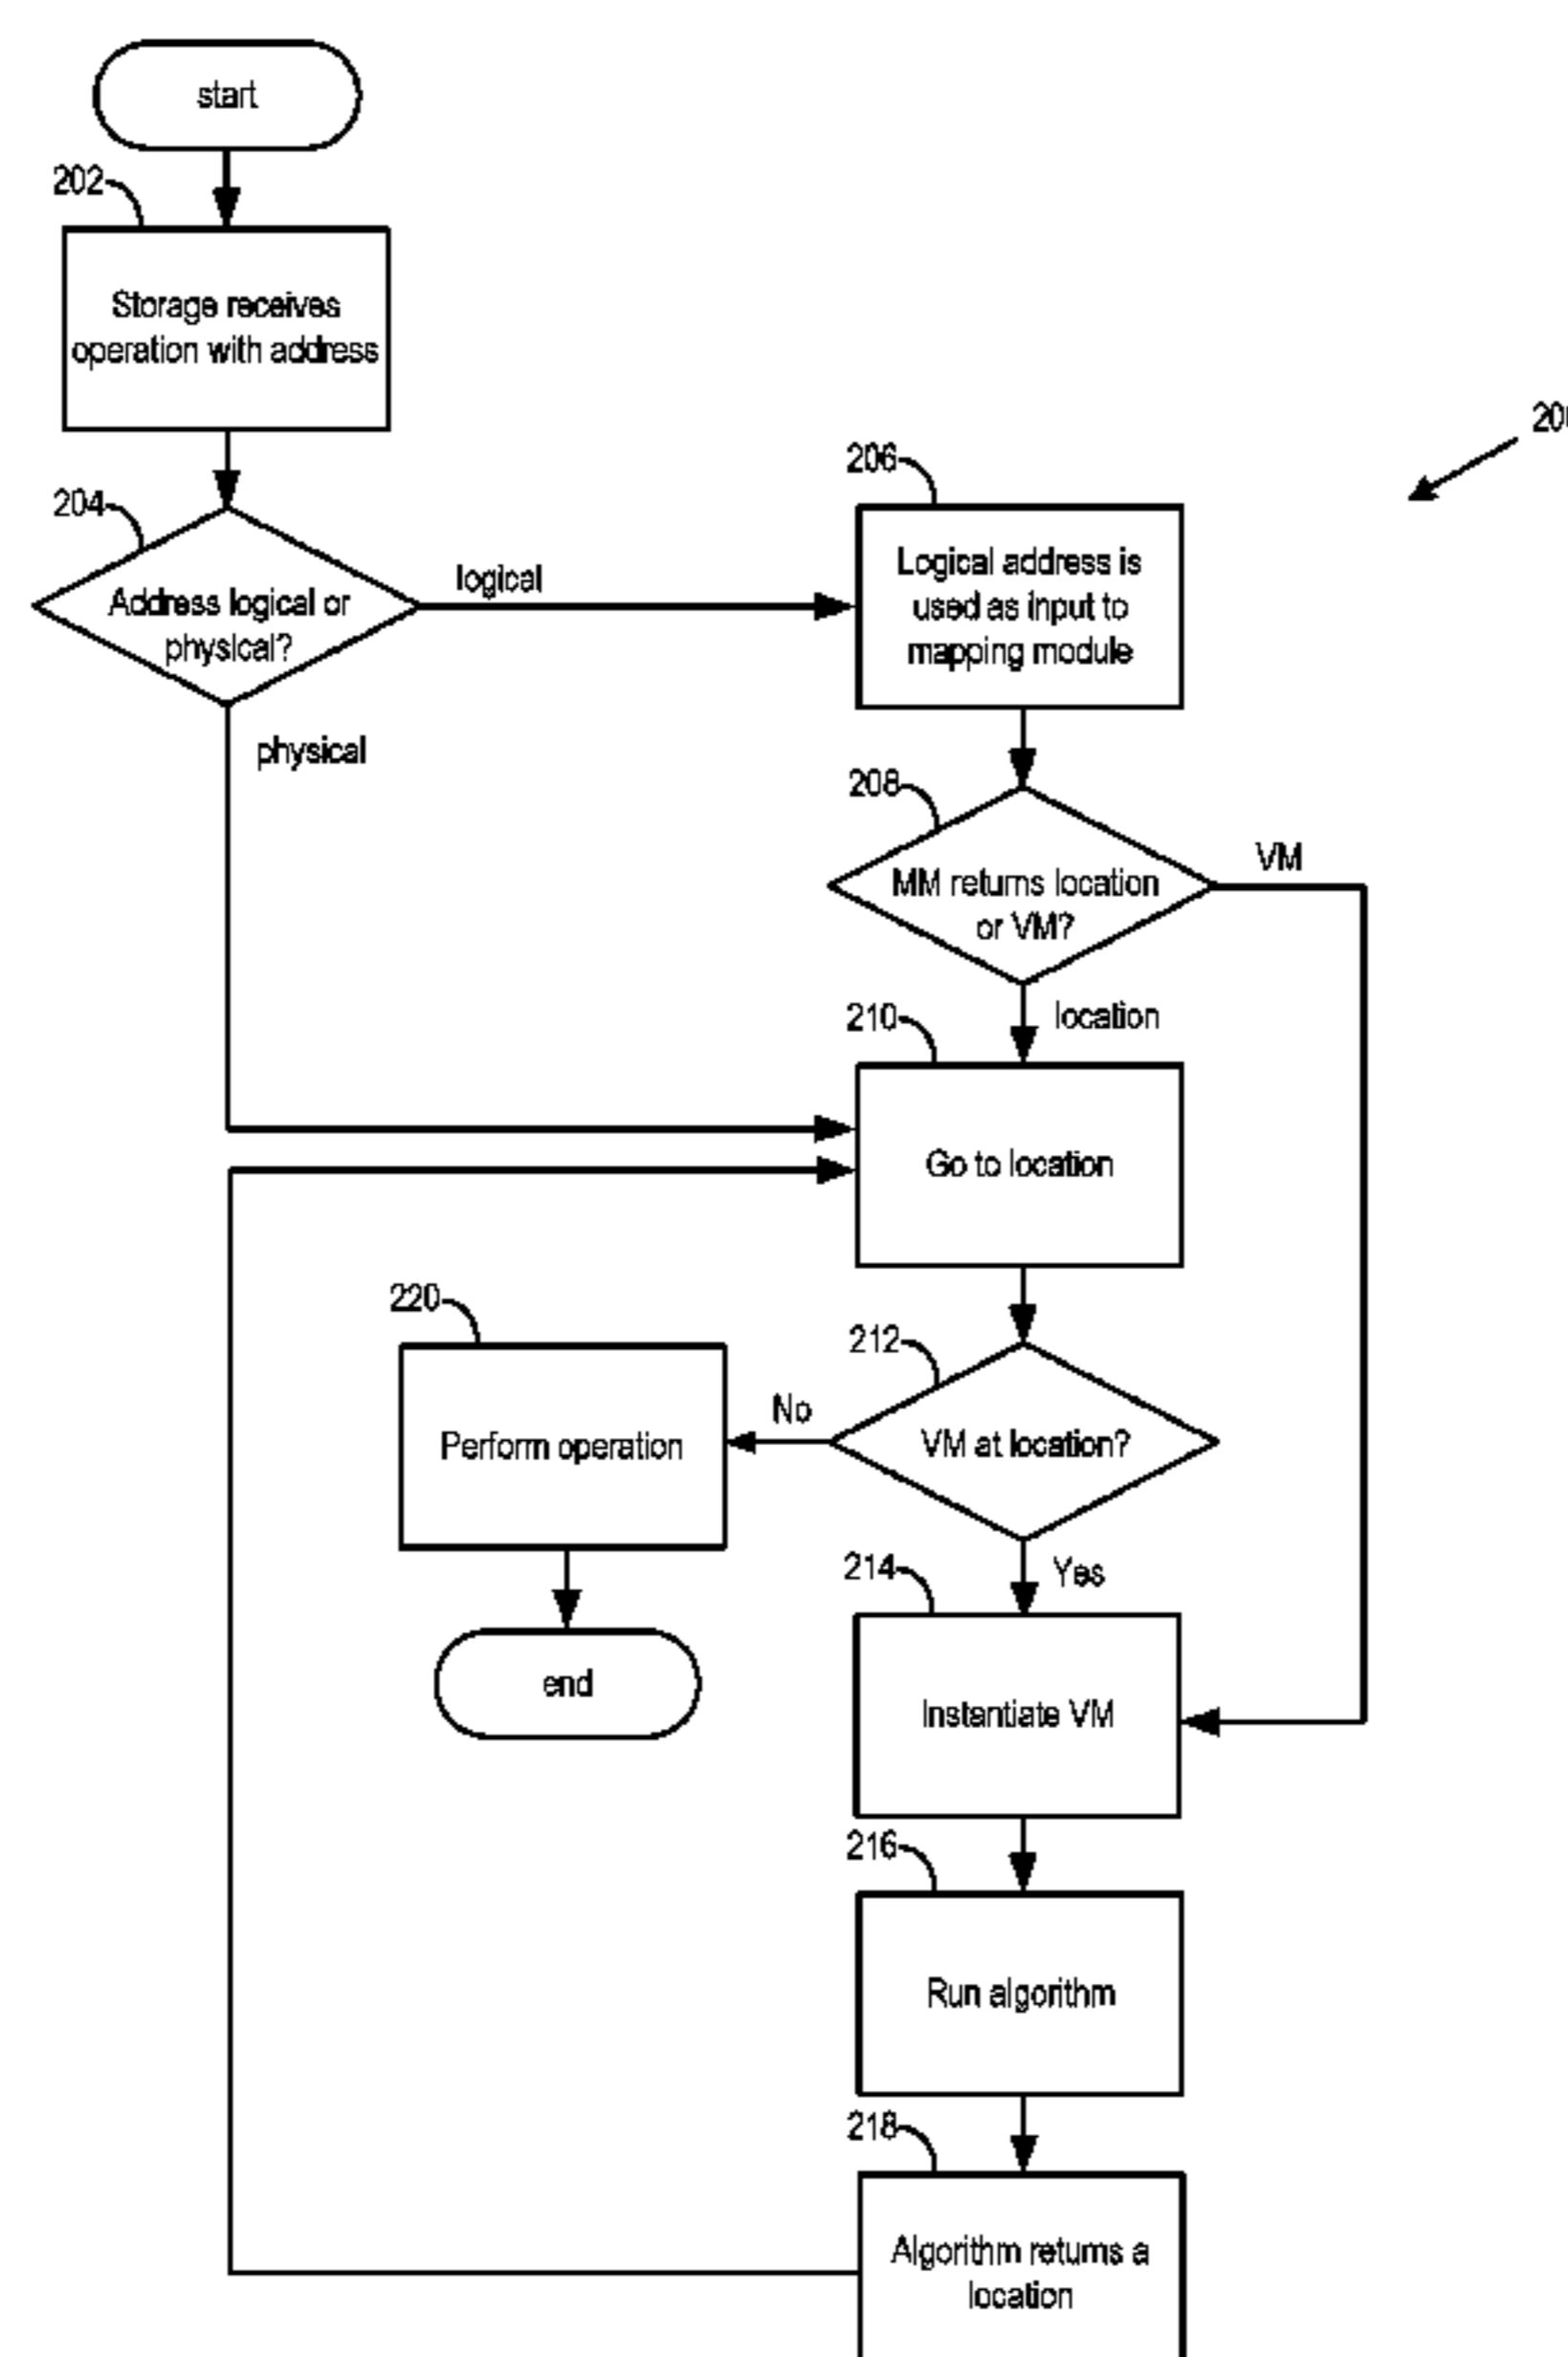 start
202
Storage receives
operation with address
204
Address logical or
physical?
logical
physical
206
Logical address is
used as input to
mapping module
208
MM returns location
or VM?
VM
location
210
Go to location
220
Perform operation
212
No
VM at location?
Yes
end
214
Instantiate VM
216
Run algorithm
218
Algorithm returns a
location